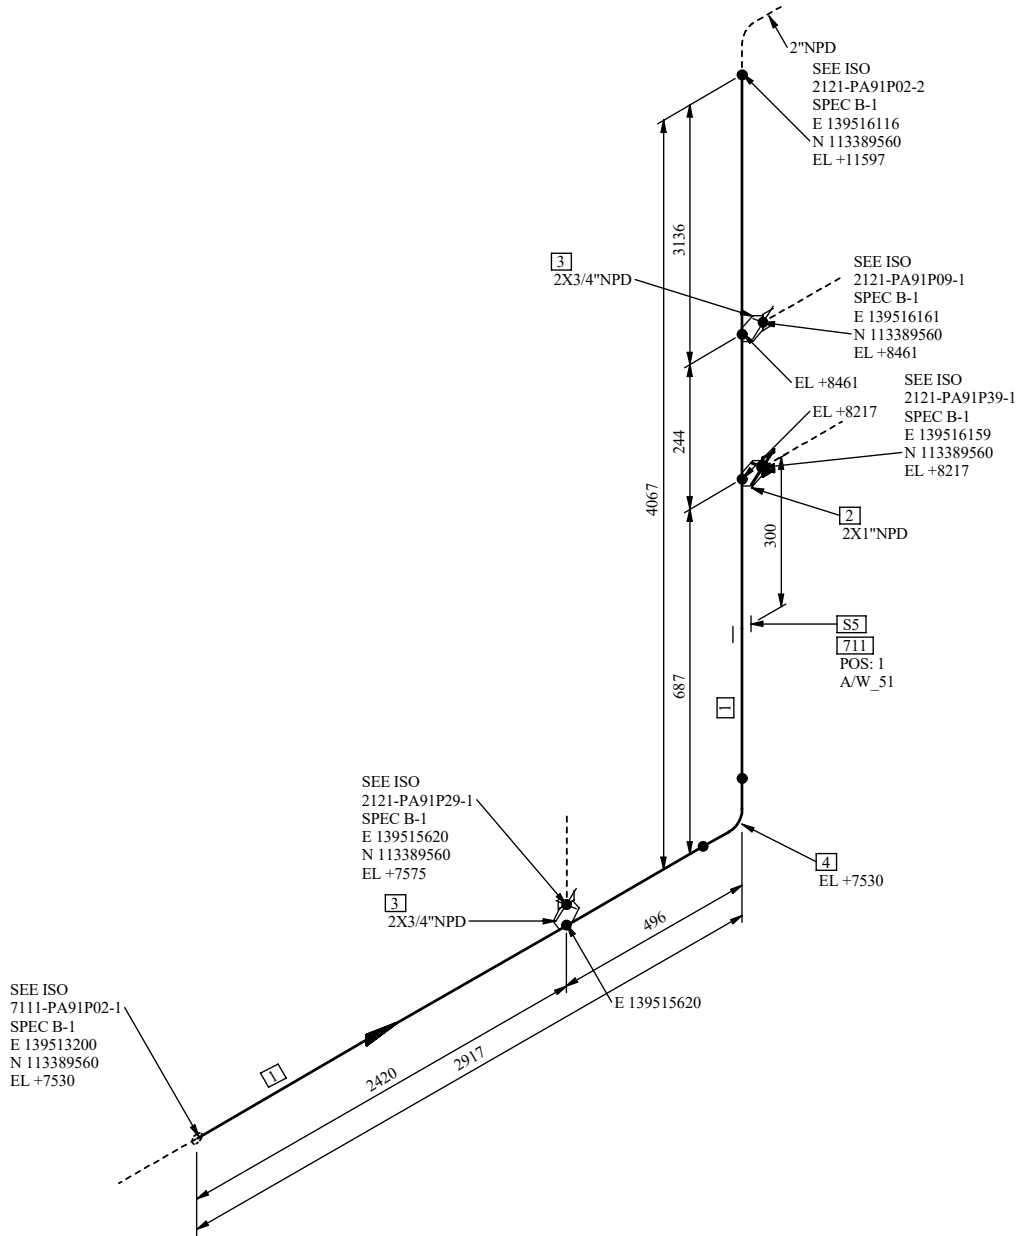 2"NPD
SEE ISO
2121-PA91P02-2
SPEC B-1
E 139516116
N 113389560
EL +11597
3136
3
2X3/4"NPD
SEE ISO
2121-PA91P09-1
SPEC B-1
E 139516161
N 113389560
EL +8461
EL +8461
SEE ISO
2121-PA91P39-1
SPEC B-1
E 139516159
N 113389560
EL +8217
EL +8217
244
4067
2
2X1"NPD
300
S5
711
POS: 1
A/W_51
687
1
SEE ISO
2121-PA91P29-1
SPEC B-1
E 139515620
N 113389560
EL +7575
4
EL +7530
3
2X3/4"NPD
496
E 139515620
SEE ISO
7111-PA91P02-1
SPEC B-1
E 139513200
N 113389560
EL +7530
1
2420
2917